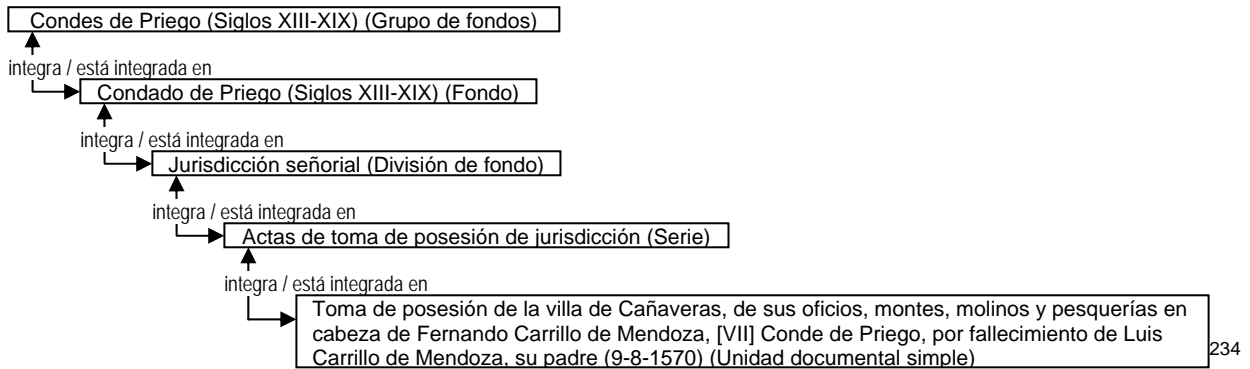 Condes de Priego (Siglos XIII-XIX) (Grupo de fondos)
integra / está integrada en
Condado de Priego (Siglos XIII-XIX) (Fondo)
integra / está integrada en
Jurisdicción señorial (División de fondo)
integra / está integrada en
Actas de toma de posesión de jurisdicción (Serie)
integra / está integrada en
Toma de posesión de la villa de Cañaveras, de sus oficios, montes, molinos y pesquerías en
cabeza de Fernando Carrillo de Mendoza, [VII] Conde de Priego, por fallecimiento de Luis
Carrillo de Mendoza, su padre (9-8-1570) (Unidad documental simple)
234